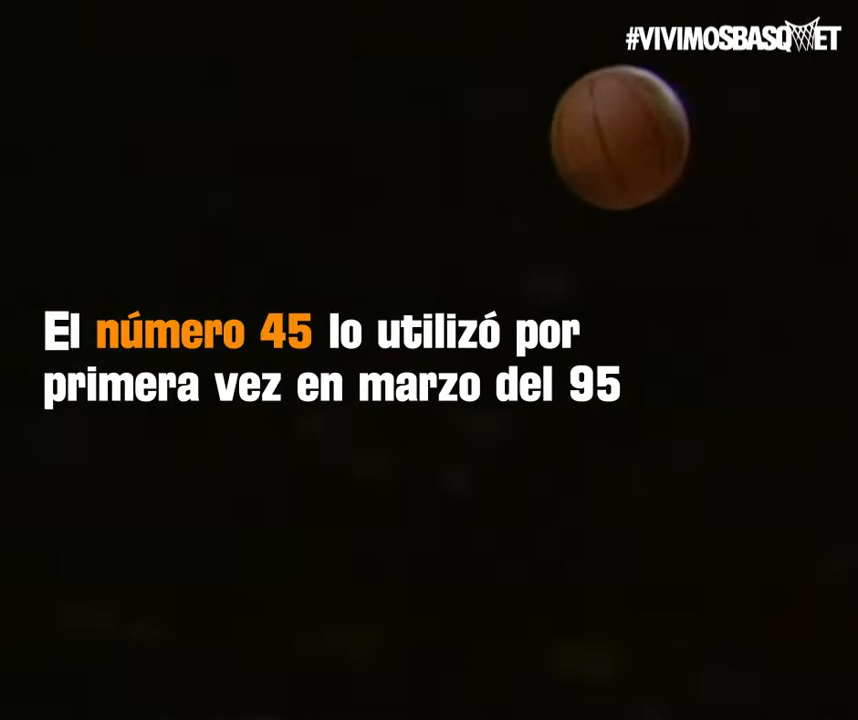 #VIVIMOSBASQUET
El número 45 lo utilizó por
primera vez en marzo del 95